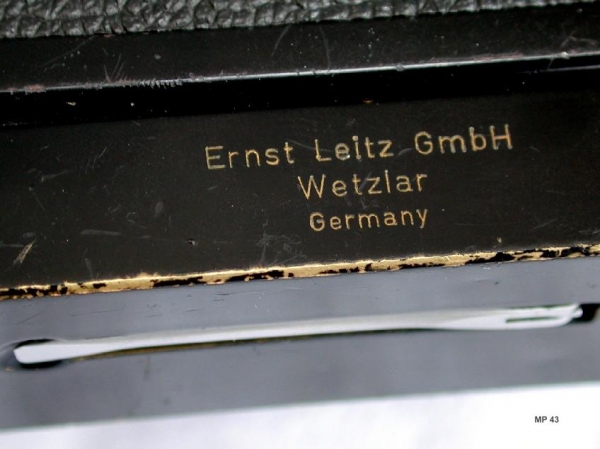 Ernst Leitz GmbH
Wetzlar
Germany
MP 43